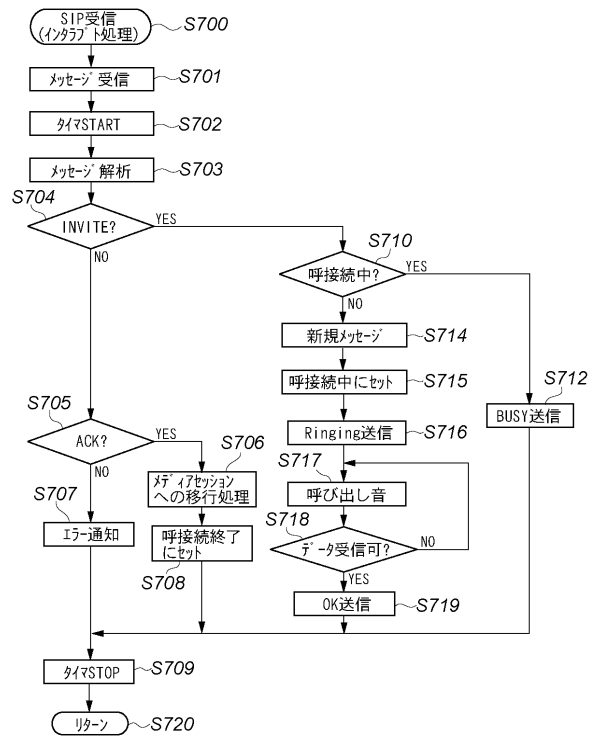 SIP受信
(インタラプト処理)
S700
メッセージ受信
S701
タイマSTART
S702
メッセージ解析
S703
S704
INVITE?
YES
NO
S710
呼接続中?
YES
NO
新規メッセージ
S714
呼接続中にセット
S715
S712
BUSY送信
Ringing送信
S716
S705
ACK?
YES
NO
S706
メディアセッション
への移行処理
S717
呼び出し音
S707
エラー通知
呼接続終了
にセット
S708
S718
データ受信可?
NO
YES
OK送信
S719
タイマSTOP
S709
リターン
S720